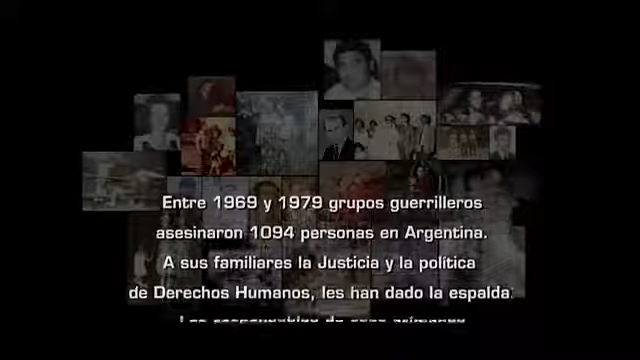 Entre 1969 y 1979 grupos guerrilleros
asesinaron 1094 personas en Argentina.
A sus familiares la Justicia y la política
de Derechos Humanos, les han dado la espalda.